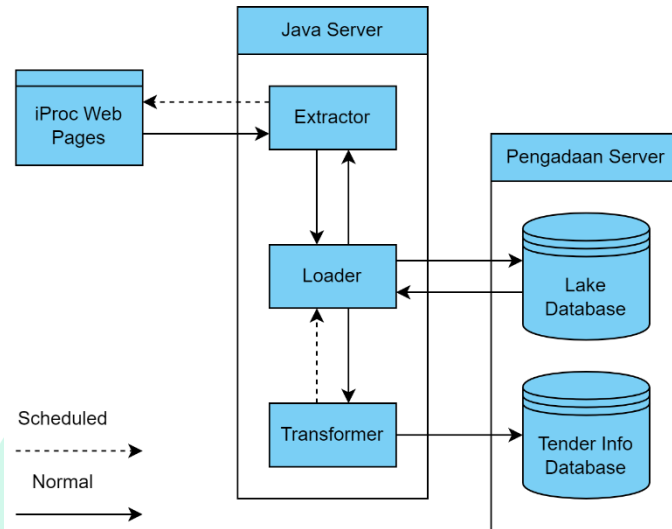 Java Server
iProc Web
Pages
Extractor
Pengadaan Server
Loader
Lake
Database
Scheduled
Transformer
Tender Info
Database
Normal